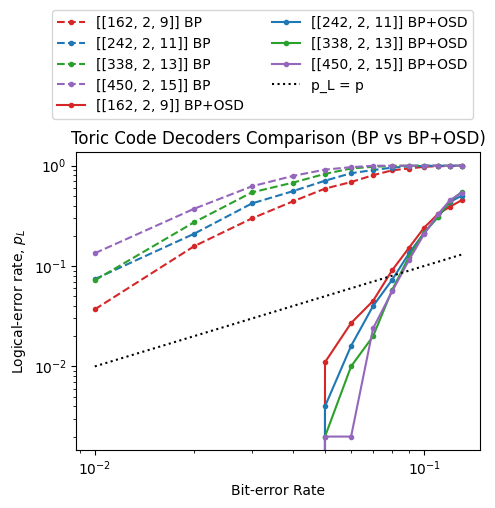 [[162, 2, 9]] BP
[[242, 2, 11]] BP
[[338, 2, 13]] BP
[[450, 2, 15]] BP
[[162, 2, 9]] BP+OSD
[[242, 2, 11]] BP+OSD
[[338, 2, 13]] BP+OSD
[[450, 2, 15]] BP+OSD
p_L = p
Toric Code Decoders Comparison (BP vs BP+OSD)
Logical-error rate, p_L
10⁰
10⁻¹
10⁻²
10⁻²
10⁻¹
Bit-error Rate